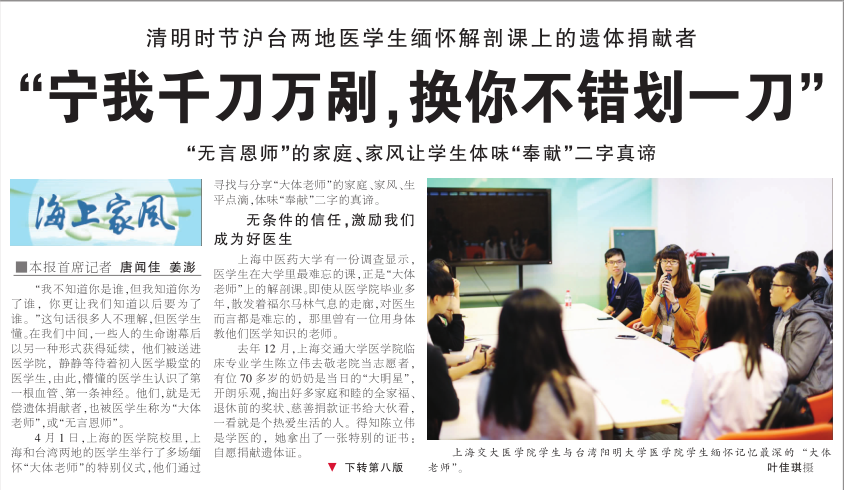 清明时节沪台两地医学生缅怀解剖课上的遗体捐献者
“宁我千刀万剐，换你不错划一刀”
“无言恩师”的家庭、家风让学生体味“奉献”二字真谛
海上家风
■本报首席记者 唐闻佳 姜澎
“我不知道你是谁，但我知道你为
了谁，你更让我们知道以后要为了
谁。”这句话很多人不理解，但医学生
懂。在我们中间，一些人的生命谢幕后
以另一种形式获得延续，他们被送进
医学院，静静等待着初入医学殿堂的
医学生，由此，懵懂的医学生认识了第
一根血管、第一条神经。他们，就是无
偿遗体捐献者，也被医学生称为“大体
老师”，或“无言恩师”。
4月1日，上海的医学院校里，上
海和台湾两地的医学生举行了多场缅
怀“大体老师”的特别仪式，他们通过
寻找与分享“大体老师”的家庭、家风、生
平点滴，体味“奉献”二字的真谛。
无条件的信任，激励我们
成为好医生
上海中医药大学有一份调查显示，
医学生在大学里最难忘的课，正是“大体
老师”上的解剖课。即使从医学院毕业多
年，散发着福尔马林气息的走廊，对医生
而言都是难忘的，那里曾有一位用身体
教他们医学知识的老师。
去年12月，上海交通大学医学院临
床专业学生陈立伟去敬老院当志愿者，
有位70多岁的奶奶是当日的“大明星”，
开朗乐观，掏出好多家庭和睦的全家福、
退休前的奖状、慈善捐款证书给大伙看，
一看就是个热爱生活的人。得知陈立伟
是学医的，她拿出了一张特别的证书：
自愿捐献遗体证。
▼ 下转第八版
上海交大医学院学生与台湾阳明大学医学院学生缅怀记忆最深的“大体
老师”。 叶佳琪摄